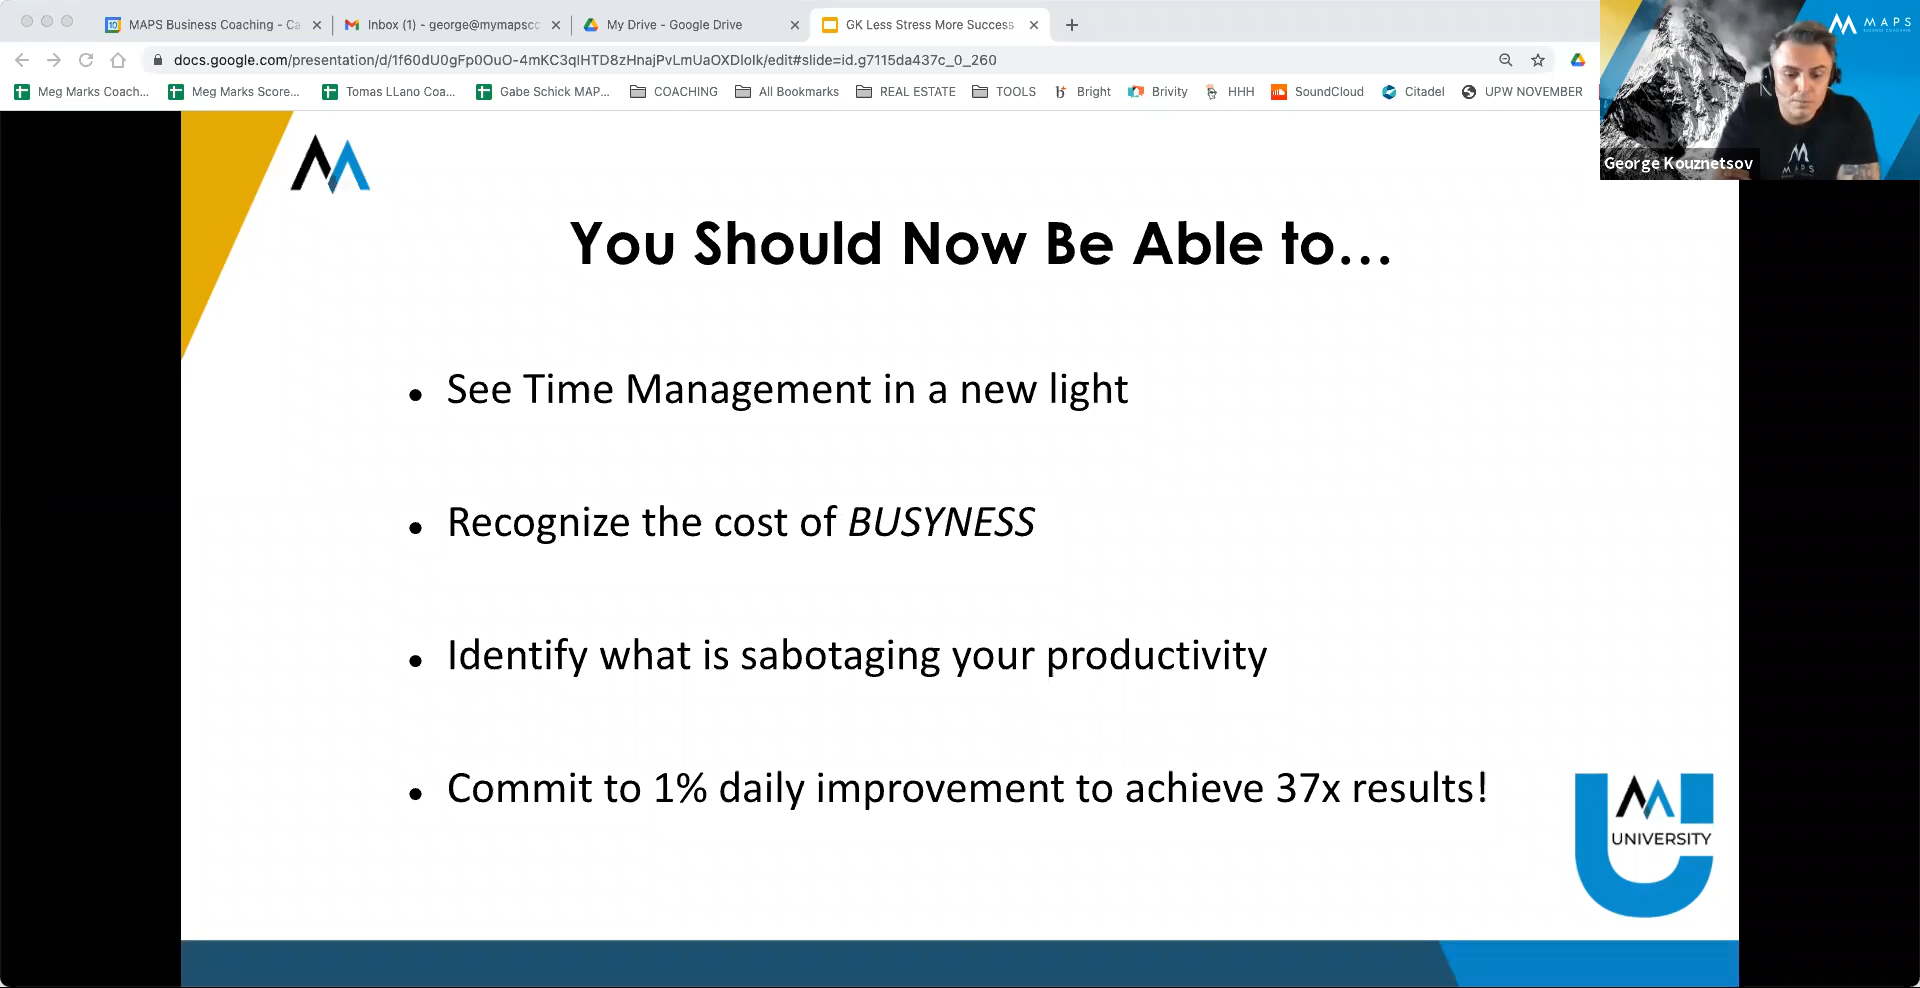 MAPS Business Coaching - Ca
Inbox (1) - george@mymapscc
My Drive - Google Drive
GK Less Stress More Success
docs.google.com/presentation/d/1f60dU0gFp0OuO-4mKC3qlHTD8zHnajPvLmUaOXDIoIk/edit#slide=id.g7115da437c_0_260
Meg Marks Coach...
Meg Marks Score...
Tomas LLano Coa...
Gabe Schick MAP...
COACHING
All Bookmarks
REAL ESTATE
TOOLS
Bright
Brivity
HHH
SoundCloud
Citadel
UPW NOVEMBER
MAPS
MAPS
George Kouznetsov
You Should Now Be Able to...
• See Time Management in a new light
• Recognize the cost of BUSYNESS
• Identify what is sabotaging your productivity
• Commit to 1% daily improvement to achieve 37x results!
UNIVERSITY